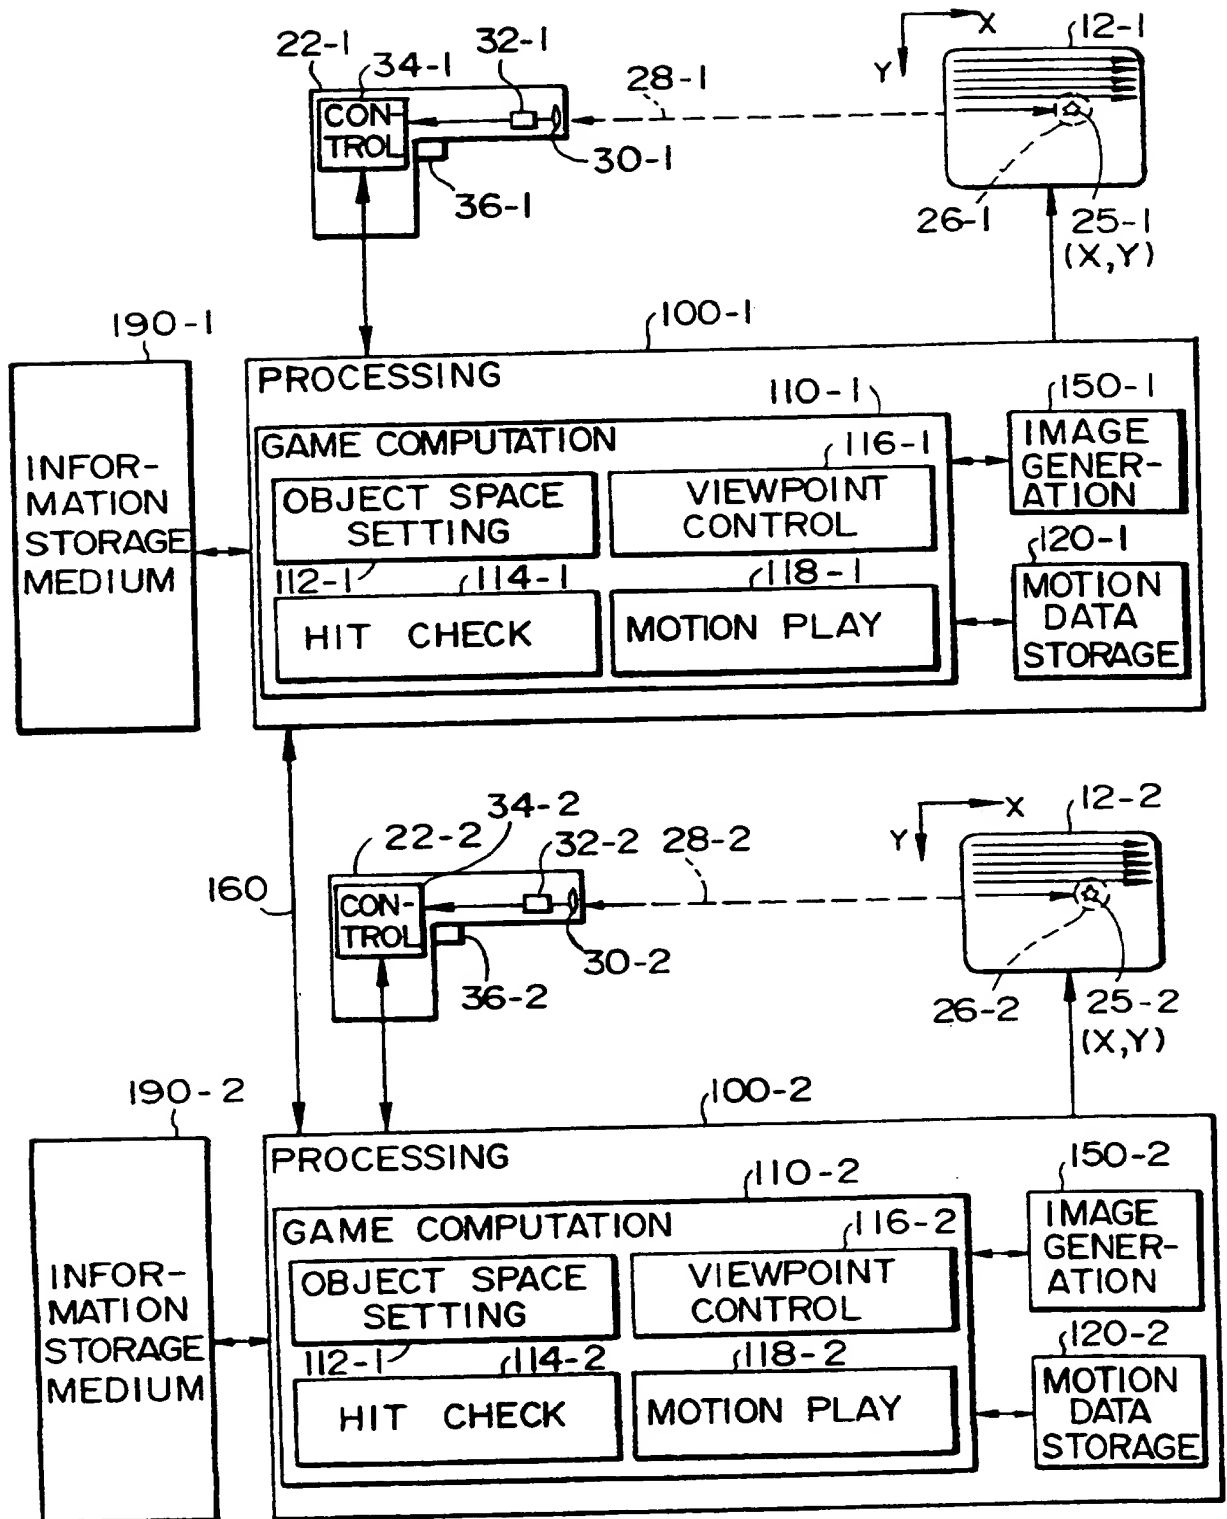 22-1
34-1
32-1
28-1
X
Y
12-1
CON-
TROL
30-1
36-1
26-1
25-1
(X,Y)
190-1
100-1
INFOR-
MATION
STORAGE
MEDIUM
PROCESSING
110-1
150-1
GAME COMPUTATION
116-1
IMAGE
GENER-
ATION
OBJECT SPACE
SETTING
VIEWPOINT
CONTROL
120-1
112-1
114-1
118-1
MOTION
DATA
STORAGE
HIT CHECK
MOTION PLAY
160
22-2
34-2
32-2
28-2
X
Y
12-2
CON-
TROL
30-2
36-2
26-2
25-2
(X,Y)
190-2
100-2
INFOR-
MATION
STORAGE
MEDIUM
PROCESSING
110-2
150-2
GAME COMPUTATION
116-2
IMAGE
GENER-
ATION
OBJECT SPACE
SETTING
VIEWPOINT
CONTROL
120-2
112-1
114-2
118-2
MOTION
DATA
STORAGE
HIT CHECK
MOTION PLAY